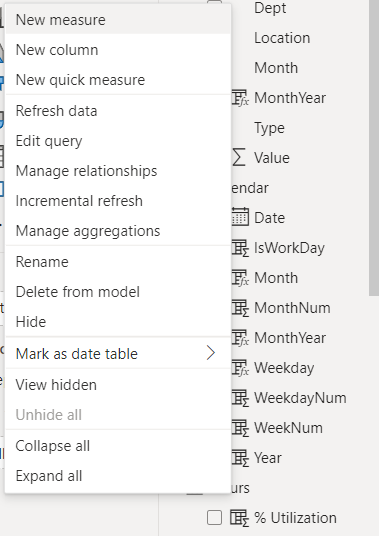 New measure
New column
New quick measure
Refresh data
Edit query
Manage relationships
Incremental refresh
Manage aggregations
Rename
Delete from model
Hide
Mark as date table
View hidden
Unhide all
Collapse all
Expand all
Dept
Location
Month
MonthYear
Type
Value
endar
Date
IsWorkDay
Month
MonthNum
MonthYear
Weekday
WeekdayNum
WeekNum
Year
urs
% Utilization